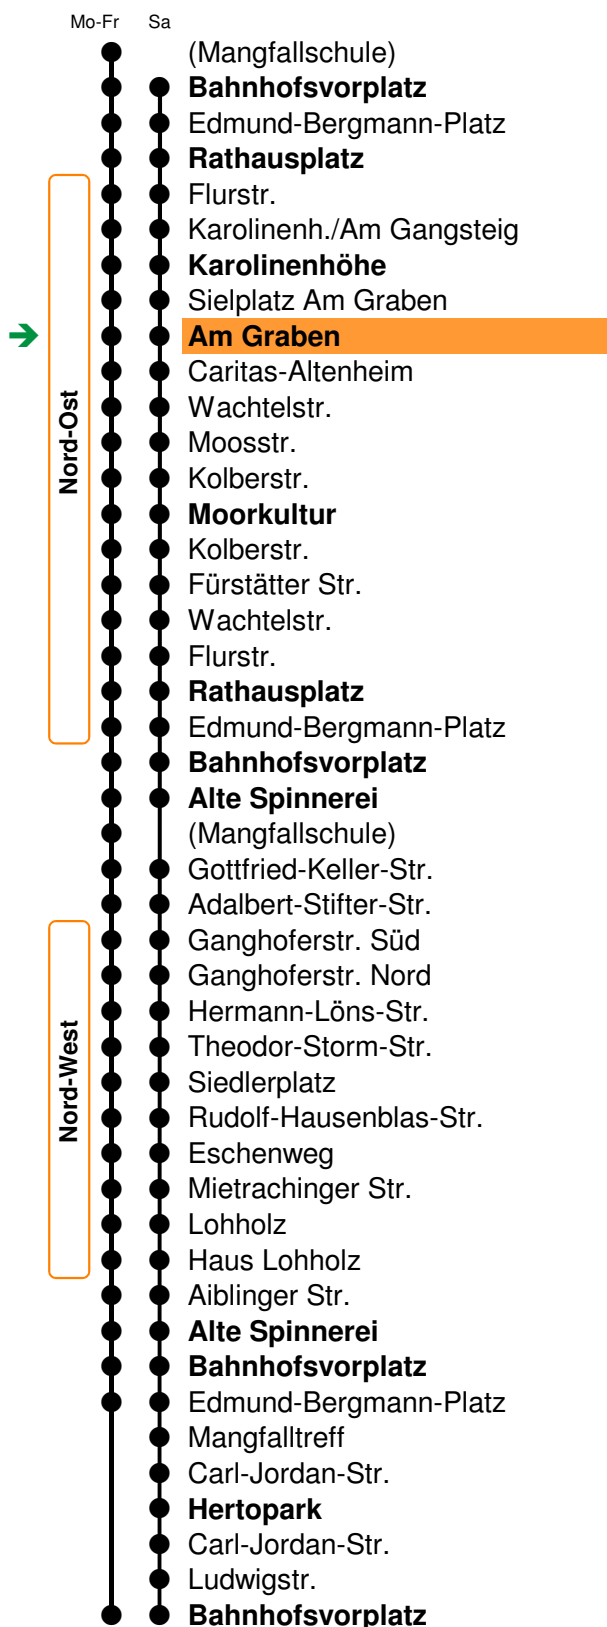 Mo-Fr Sa
(Mangfallschule)
Bahnhofsvorplatz
Edmund-Bergmann-Platz
Rathausplatz
Flurstr.
Karolinenh./Am Gangsteig
Karolinenhöhe
Sielplatz Am Graben
Am Graben
Caritas-Altenheim
Wachtelstr.
Moosstr.
Kolberstr.
Moorkultur
Kolberstr.
Fürstätter Str.
Wachtelstr.
Flurstr.
Rathausplatz
Edmund-Bergmann-Platz
Nord-Ost
Bahnhofsvorplatz
Alte Spinnerei
(Mangfallschule)
Gottfried-Keller-Str.
Adalbert-Stifter-Str.
Ganghoferstr. Süd
Ganghoferstr. Nord
Hermann-Löns-Str.
Theodor-Storm-Str.
Siedlerplatz
Rudolf-Hausenblas-Str.
Eschenweg
Mietrachinger Str.
Lohholz
Haus Lohholz
Nord-West
Aiblinger Str.
Alte Spinnerei
Bahnhofsvorplatz
Edmund-Bergmann-Platz
Mangfalltreff
Carl-Jordan-Str.
Hertopark
Carl-Jordan-Str.
Ludwigstr.
Bahnhofsvorplatz